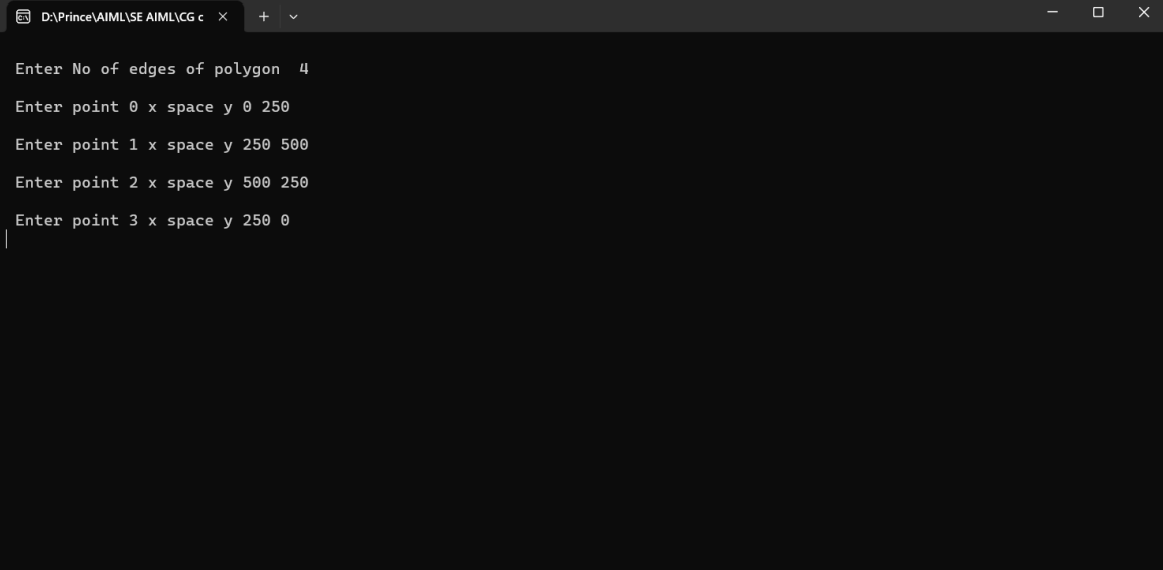 D:\Prince\AIML\SE AIML\CG c
Enter No of edges of polygon  4
Enter point 0 x space y 0 250
Enter point 1 x space y 250 500
Enter point 2 x space y 500 250
Enter point 3 x space y 250 0